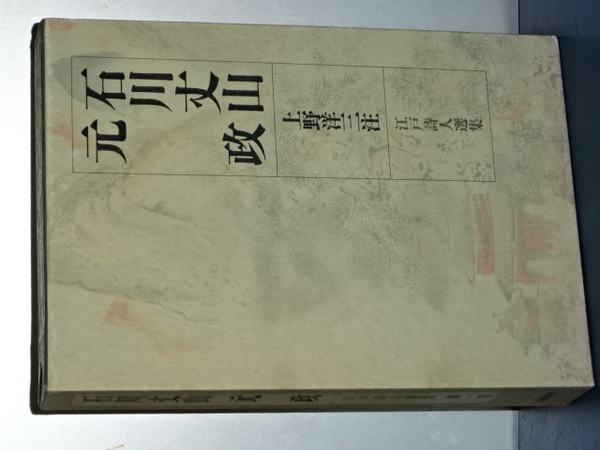 石川丈山
元政
上野洋三注
江戸詩人選集
石川丈山 元政